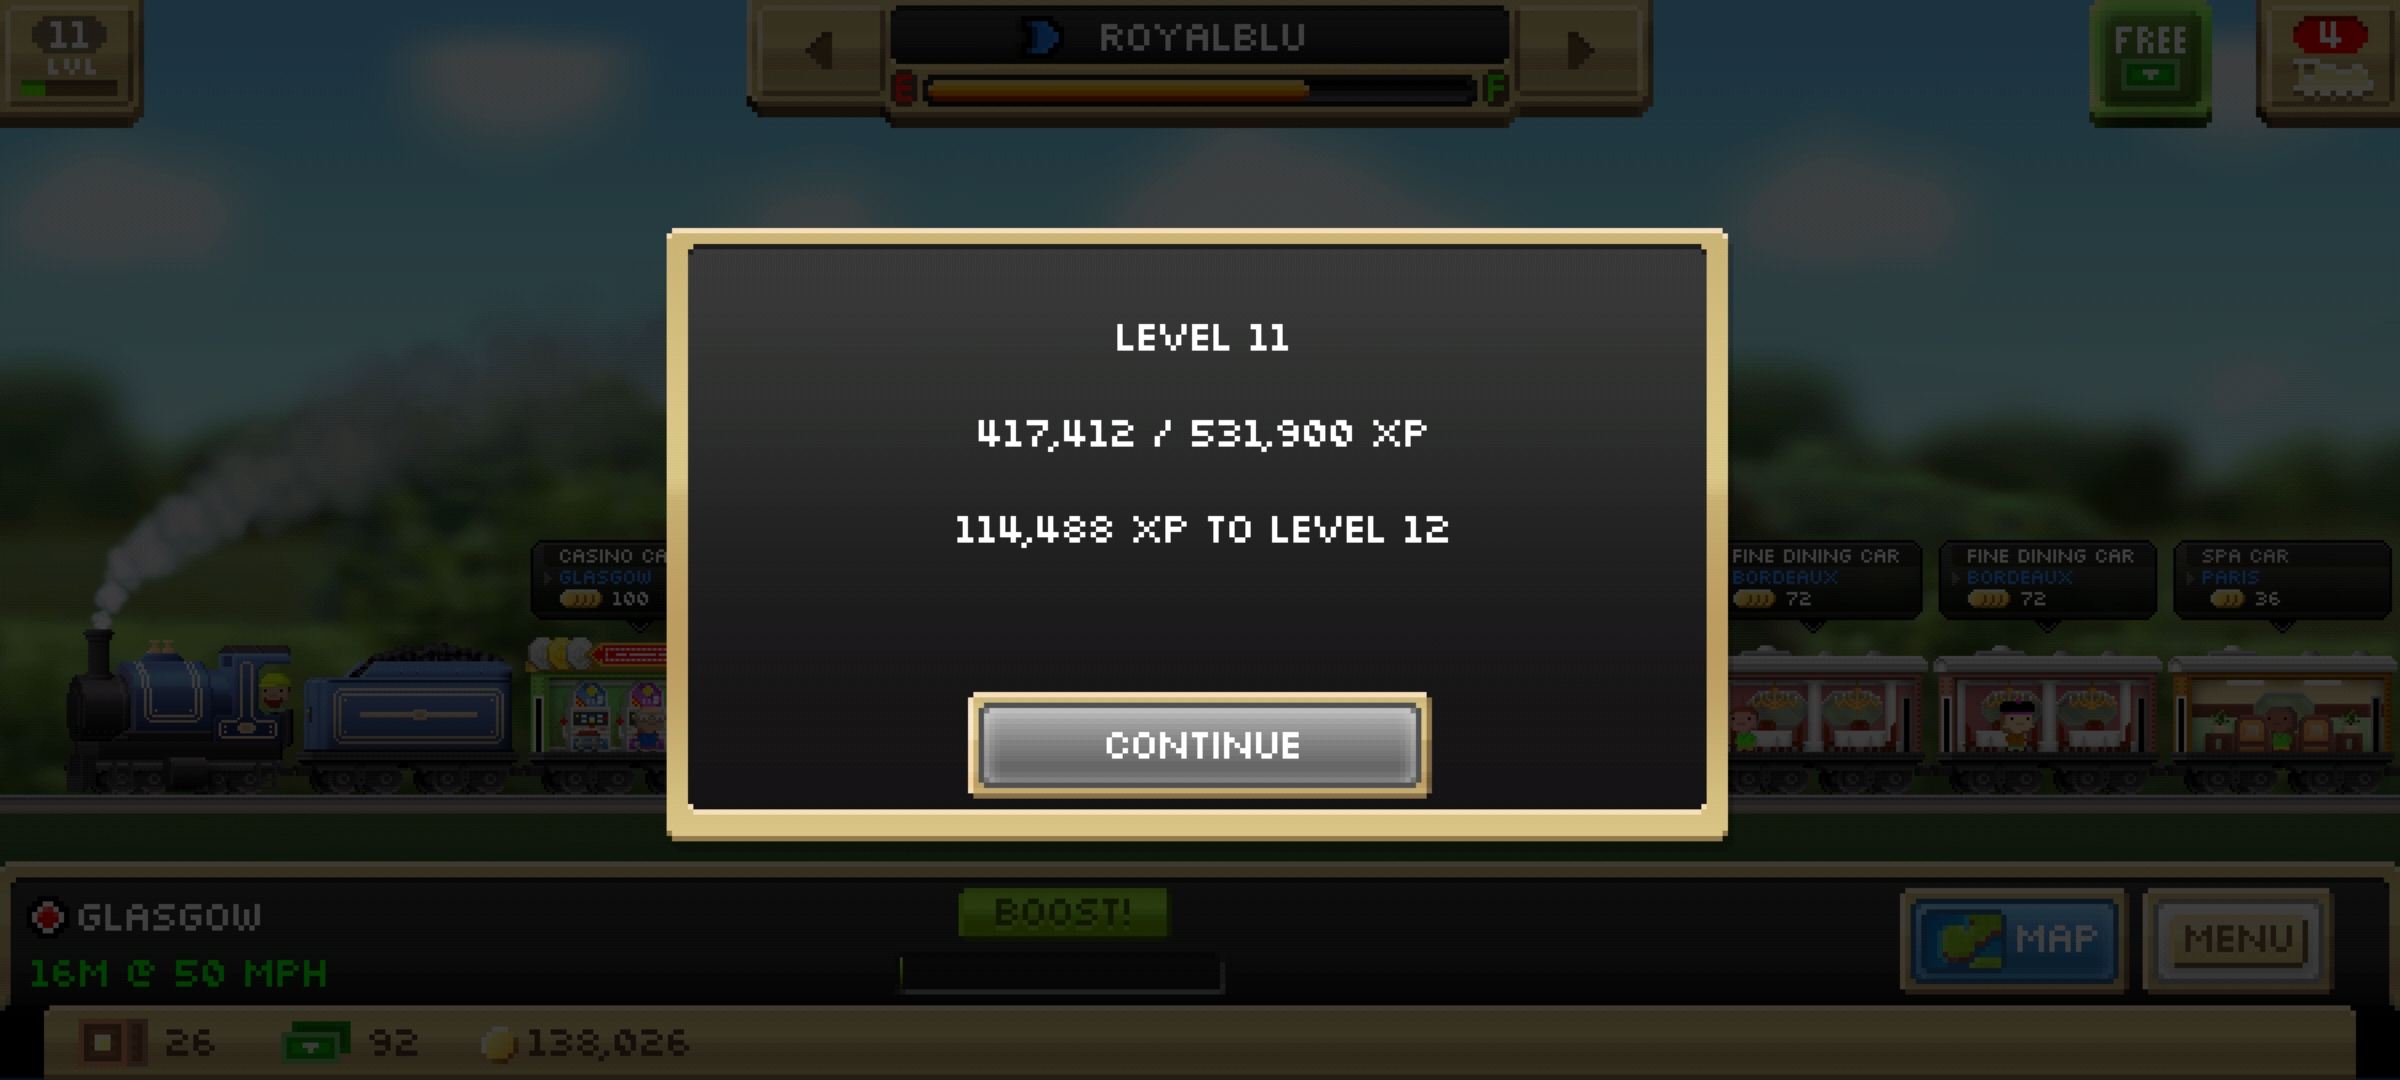 11
LVL
ROYALBLU
E F
FREE
4
LEVEL 11
417,412 / 531,900 XP
114,488 XP TO LEVEL 12
CONTINUE
CASINO CA
GLASGOW
100
FINE DINING CAR
BORDEAUX
72
FINE DINING CAR
BORDEAUX
72
SPA CAR
PARIS
36
GLASGOW
16M @ 50 MPH
BOOST!
MAP
MENU
26 92 138,026